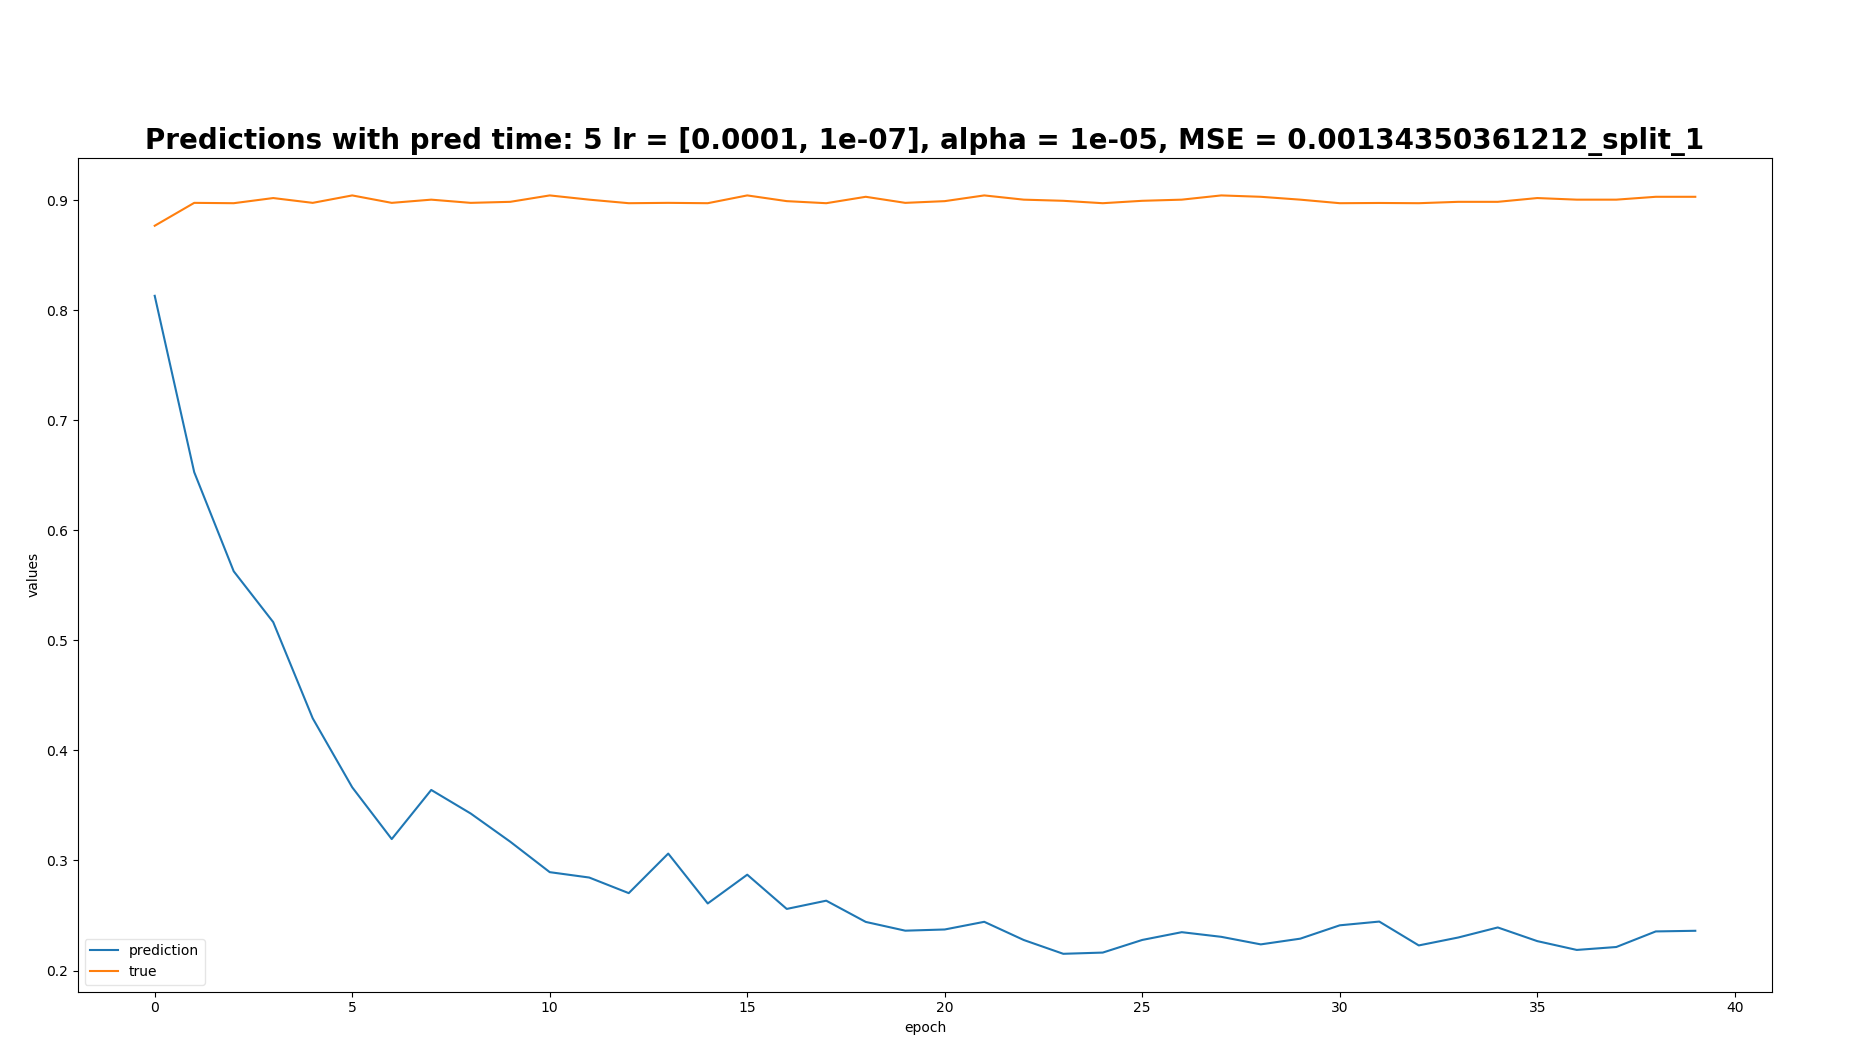 Predictions with pred time: 5 lr = [0.0001, 1e-07], alpha = 1e-05, MSE = 0.00134350361212_split_1
values
0.9
0.8
0.7
0.6
0.5
0.4
0.3
0.2
prediction
true
0 5 10 15 20 25 30 35 40
epoch